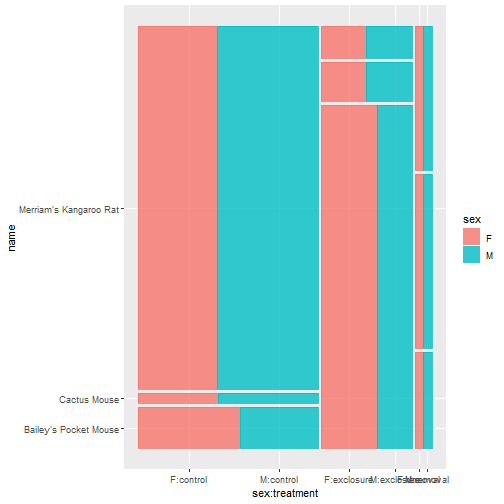 Merriam's Kangaroo Rat
Cactus Mouse
Bailey's Pocket Mouse
name
F:control
M:control
F:exclosure
sex:treatment
sex
F
M